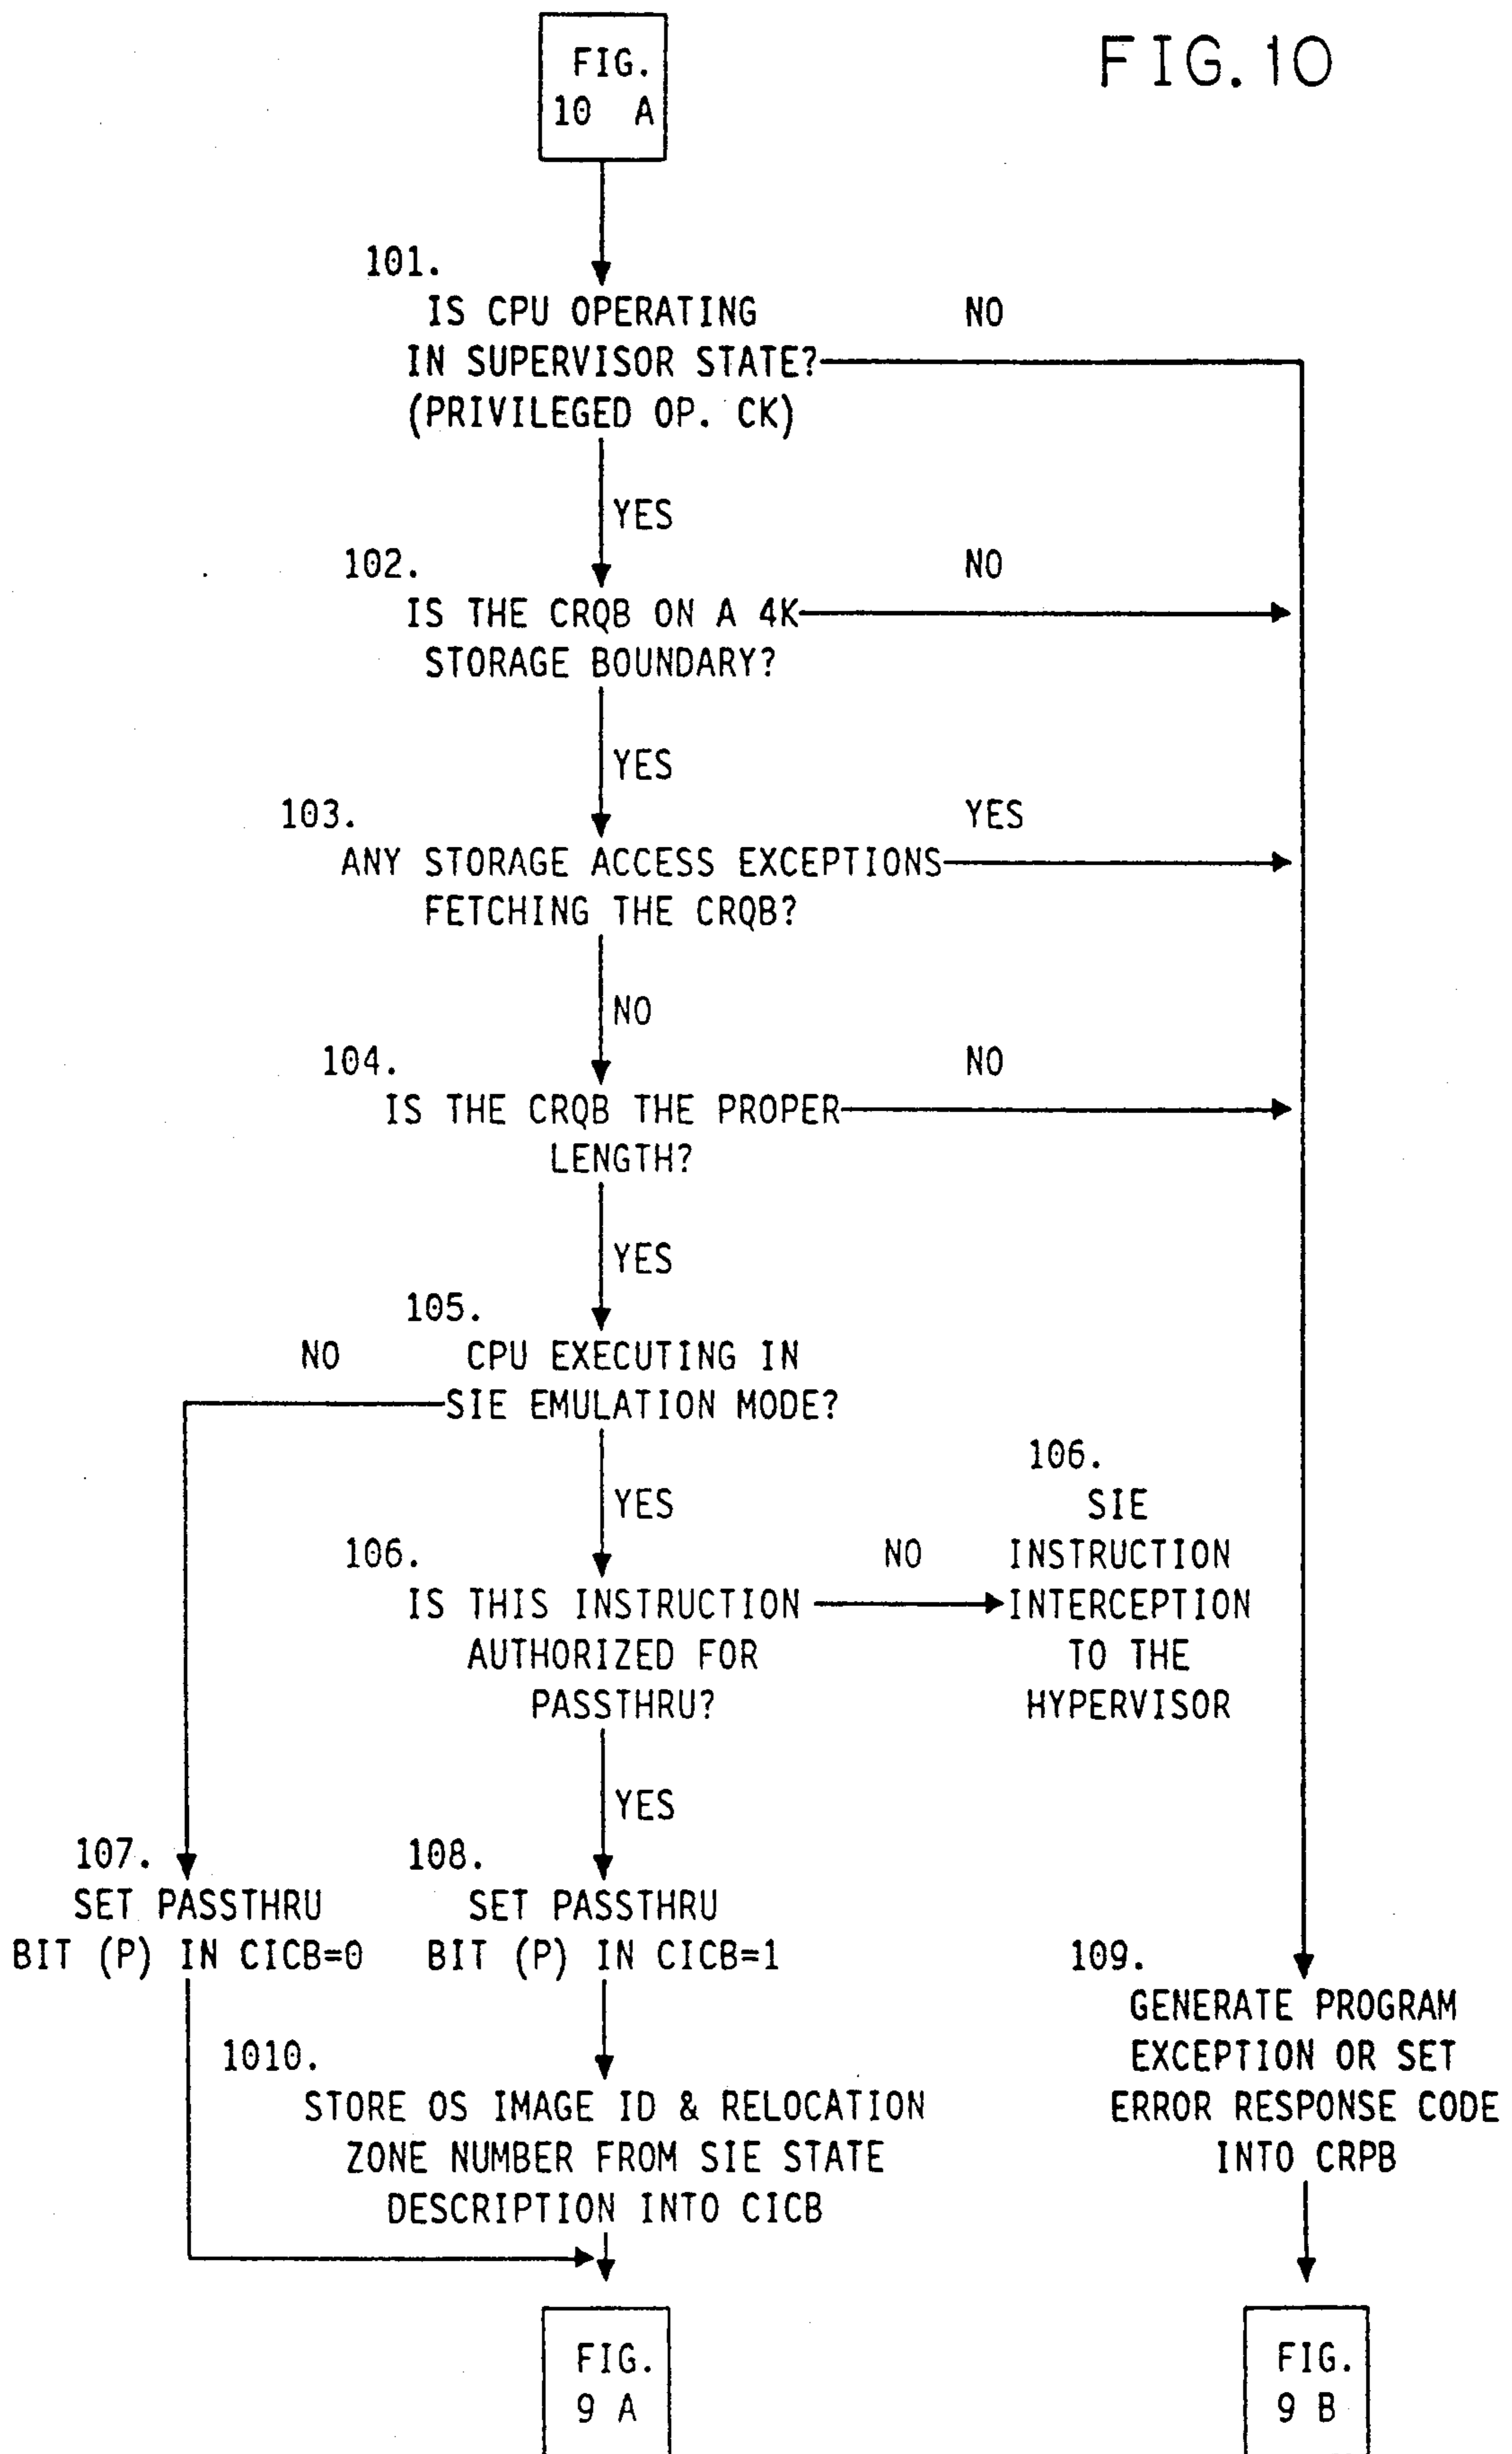 FIG. 10
FIG.
10 A
101.
IS CPU OPERATING
IN SUPERVISOR STATE?
(PRIVILEGED OP. CK)
NO
YES
102.
IS THE CRQB ON A 4K
STORAGE BOUNDARY?
NO
YES
103.
ANY STORAGE ACCESS EXCEPTIONS
FETCHING THE CRQB?
YES
NO
104.
IS THE CRQB THE PROPER
LENGTH?
NO
YES
105.
CPU EXECUTING IN
SIE EMULATION MODE?
NO
YES
106.
IS THIS INSTRUCTION
AUTHORIZED FOR
PASSTHRU?
NO
106.
SIE
INSTRUCTION
INTERCEPTION
TO THE
HYPERVISOR
YES
107.
SET PASSTHRU
BIT (P) IN CICB=0
108.
SET PASSTHRU
BIT (P) IN CICB=1
109.
GENERATE PROGRAM
EXCEPTION OR SET
ERROR RESPONSE CODE
INTO CRPB
1010.
STORE OS IMAGE ID & RELOCATION
ZONE NUMBER FROM SIE STATE
DESCRIPTION INTO CICB
FIG.
9 A
FIG.
9 B